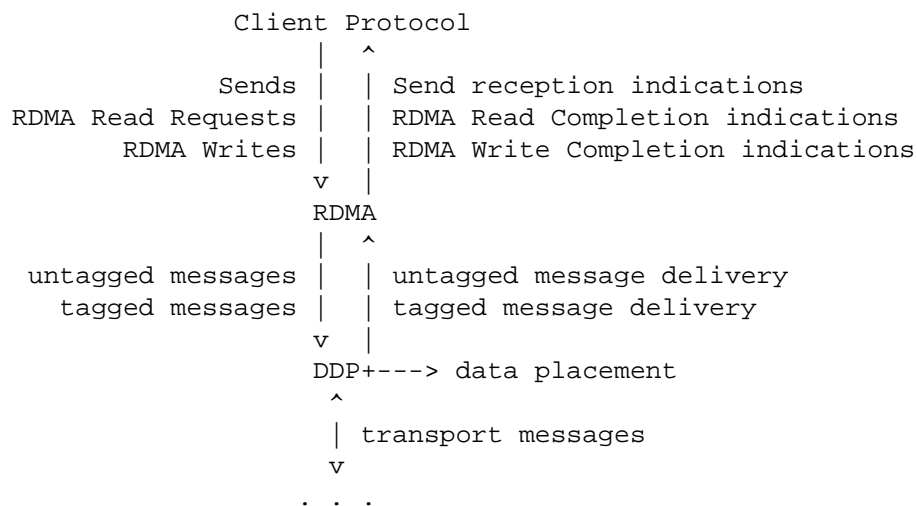 Client Protocol
| ^
Sends | | Send reception indications
RDMA Read Requests | | RDMA Read Completion indications
RDMA Writes | | RDMA Write Completion indications
v |
RDMA
| ^
untagged messages | | untagged message delivery
tagged messages | | tagged message delivery
v |
DDP+---> data placement
^
| transport messages
v
. . .